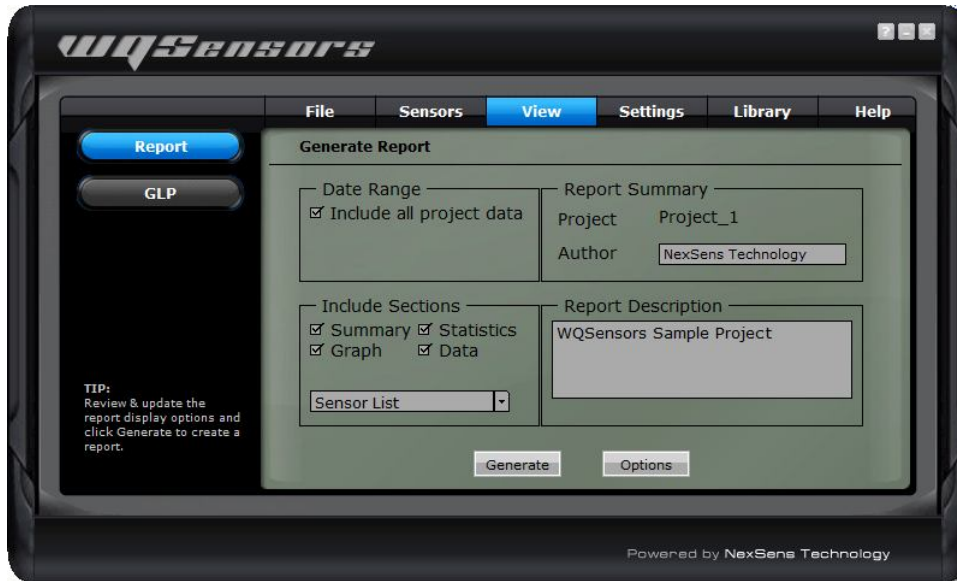 WQSensors
? – ×
File Sensors View Settings Library Help
Report
GLP
TIP:
Review & update the
report display options and
click Generate to create a
report.
Generate Report
Date Range
Include all project data
Report Summary
Project Project_1
Author NexSens Technology
Include Sections
Summary Statistics
Graph Data
Sensor List
Report Description
WQSensors Sample Project
Generate Options
Powered by NexSens Technology